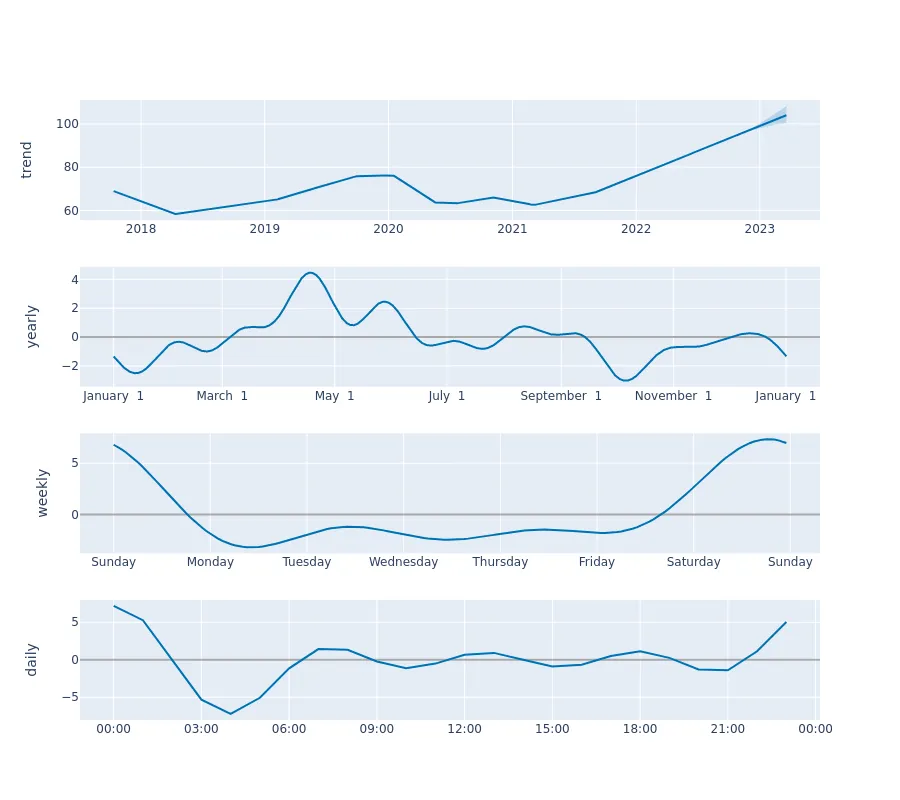 trend
100
80
60
2018 2019 2020 2021 2022 2023
yearly
4
2
0
−2
January 1 March 1 May 1 July 1 September 1 November 1 January 1
weekly
5
0
Sunday Monday Tuesday Wednesday Thursday Friday Saturday Sunday
daily
5
0
−5
00:00 03:00 06:00 09:00 12:00 15:00 18:00 21:00 00:00